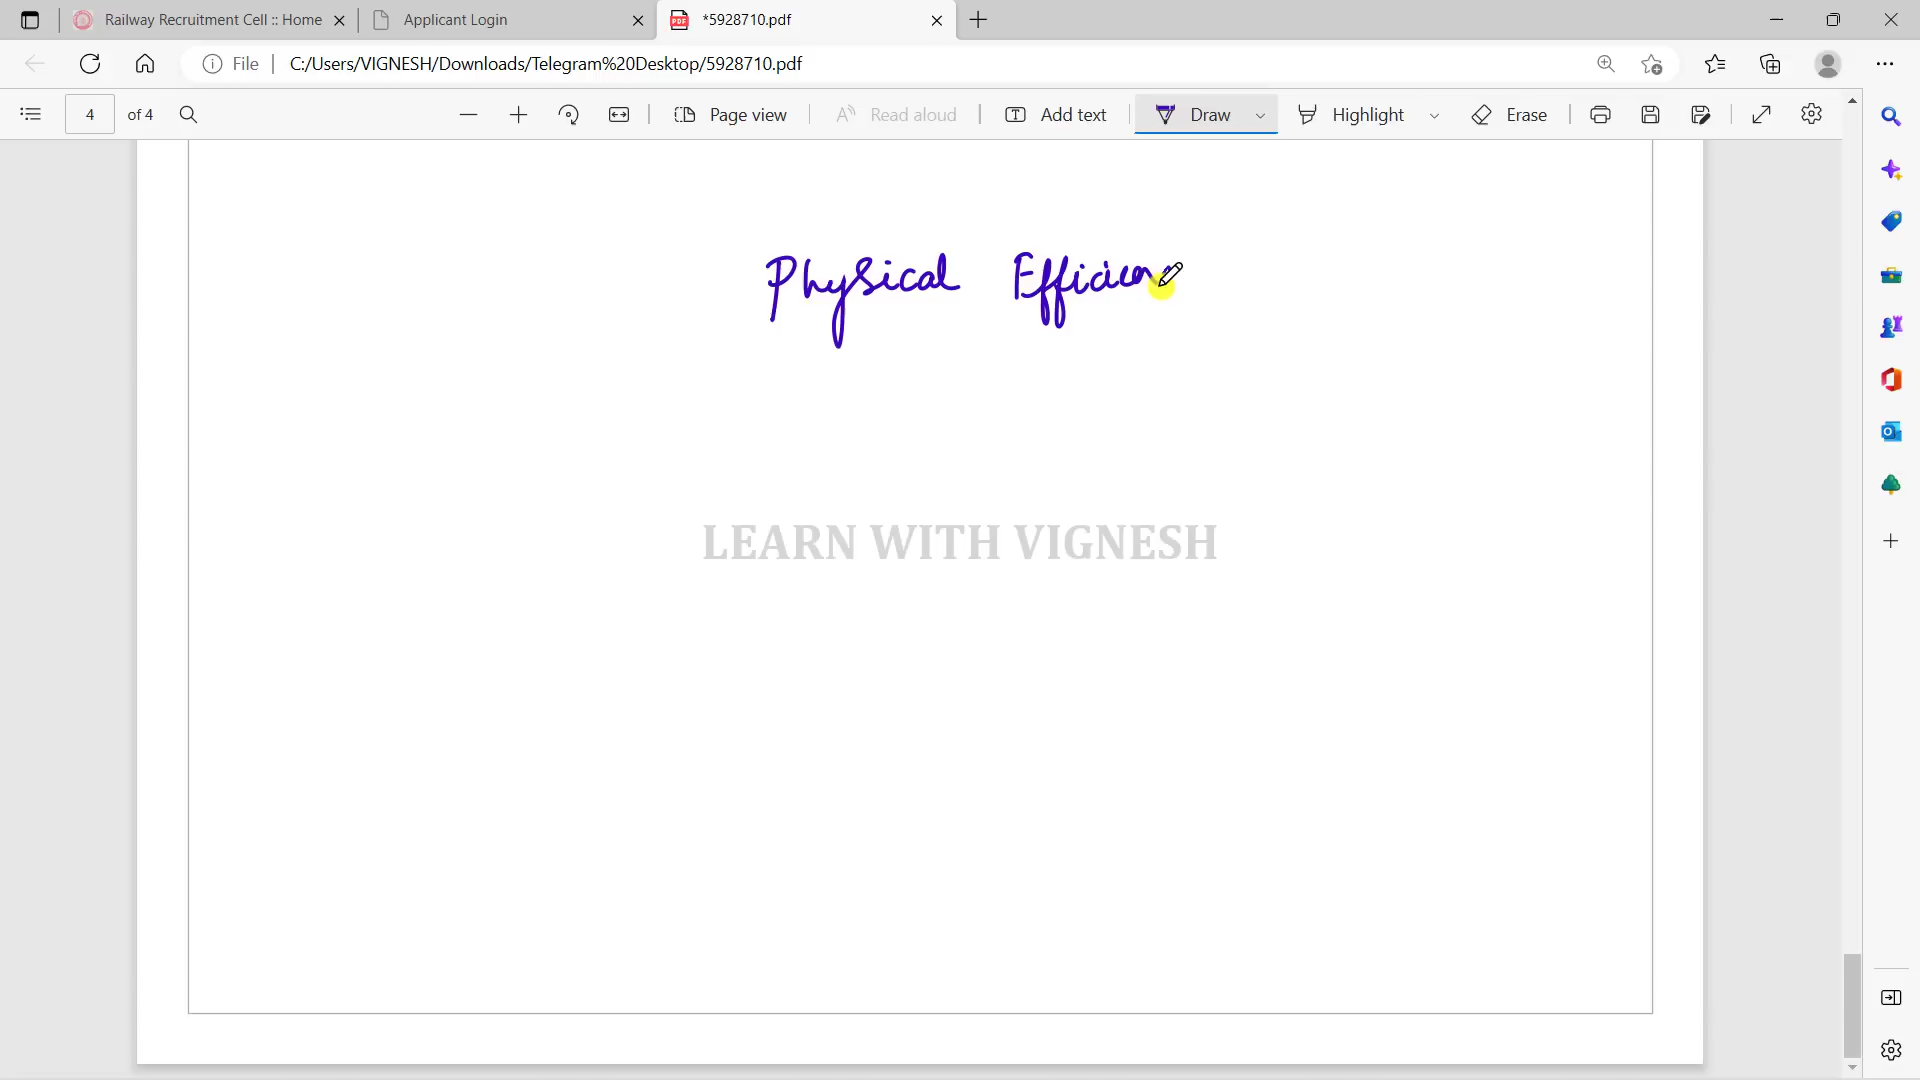 Railway Recruitment Cell :: Home
Applicant Login
*5928710.pdf
File
C:/Users/VIGNESH/Downloads/Telegram%20Desktop/5928710.pdf
4 of 4
Page view
Read aloud
Add text
Draw
Highlight
Erase
Physical Efficien
LEARN WITH VIGNESH